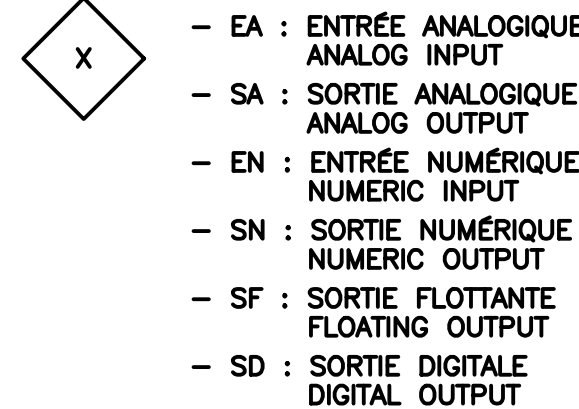 X
– EA : ENTRÉE ANALOGIQUE
ANALOG INPUT
– SA : SORTIE ANALOGIQUE
ANALOG OUTPUT
– EN : ENTRÉE NUMÉRIQUE
NUMERIC INPUT
– SN : SORTIE NUMÉRIQUE
NUMERIC OUTPUT
– SF : SORTIE FLOTTANTE
FLOATING OUTPUT
– SD : SORTIE DIGITALE
DIGITAL OUTPUT